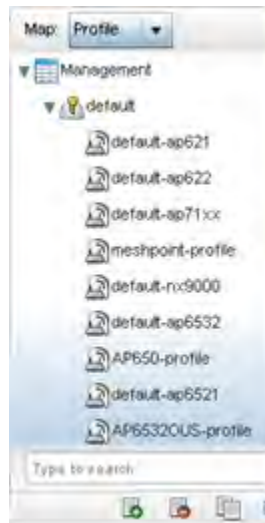 Map: Profile
Management
default
default-ap621
default-ap622
default-ap71xx
meshpoint-profile
default-nx9000
default-ap6532
AP650-profile
default-ap6521
AP6532OUS-profile
Type to search